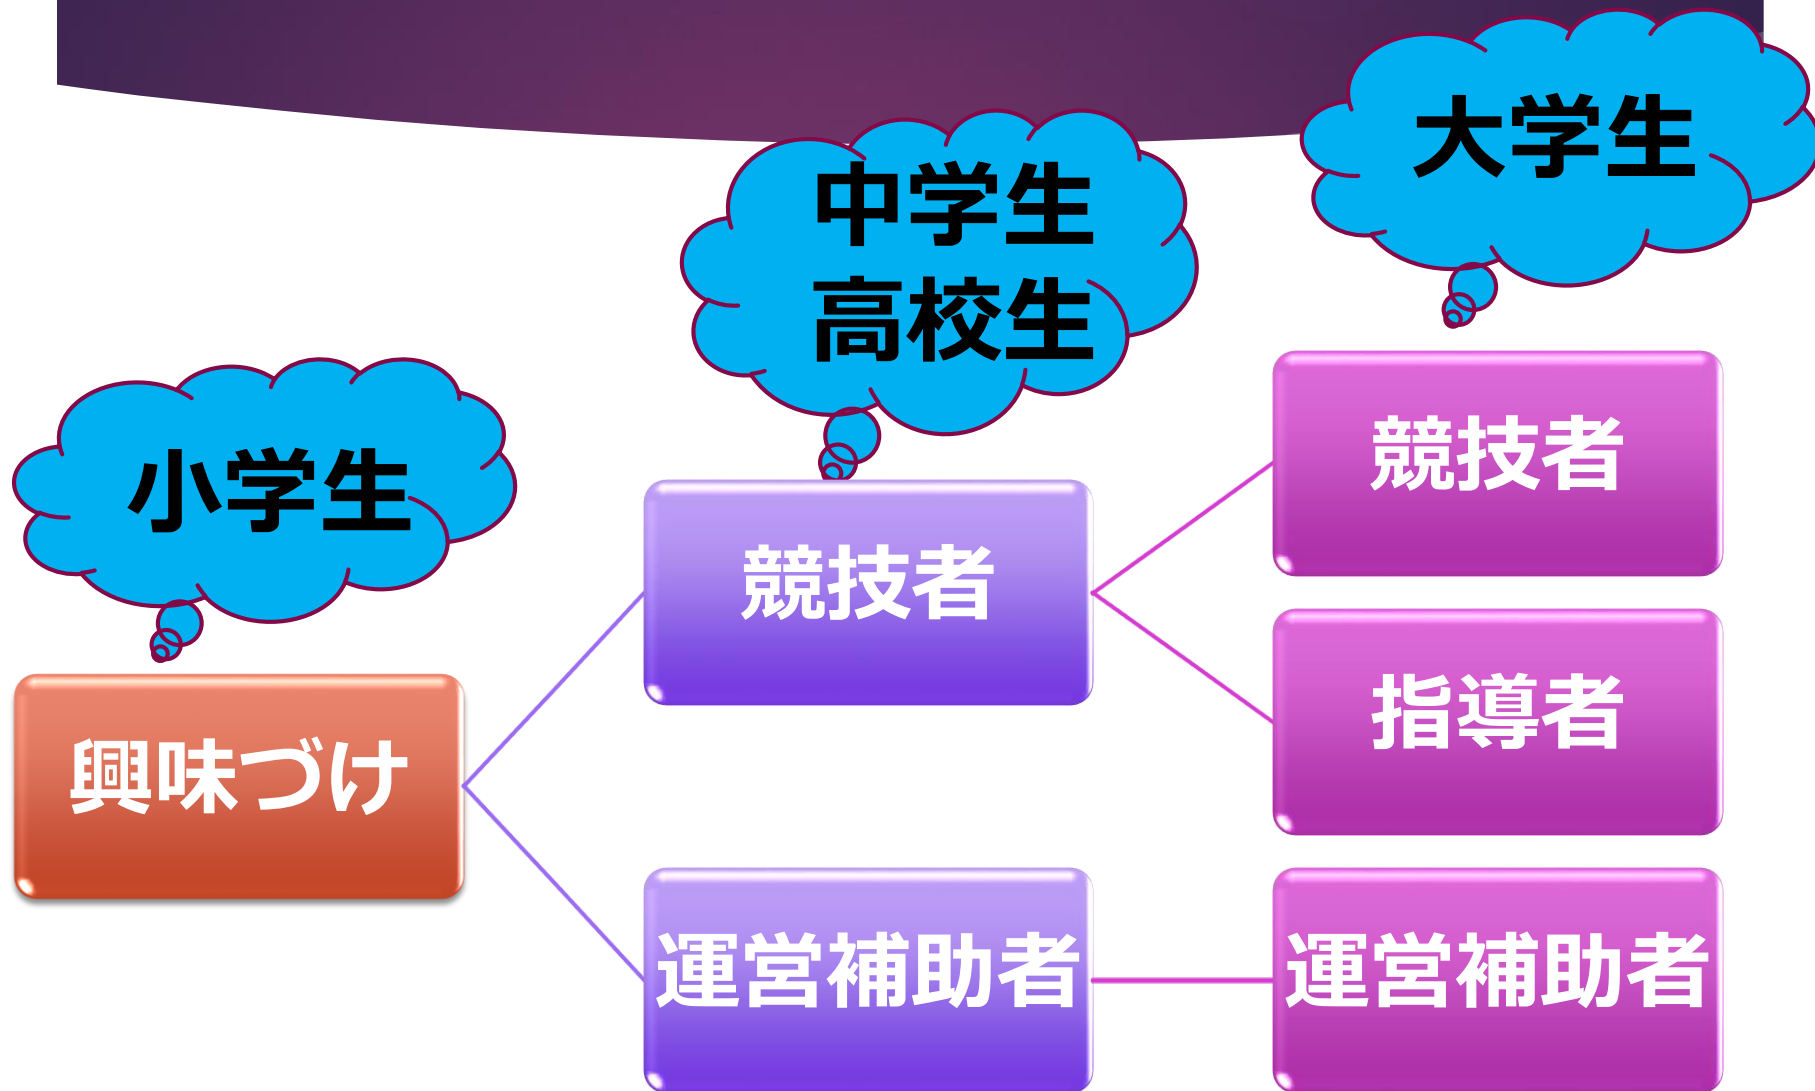 小学生
興味づけ
中学生
高校生
競技者
運営補助者
大学生
競技者
指導者
運営補助者